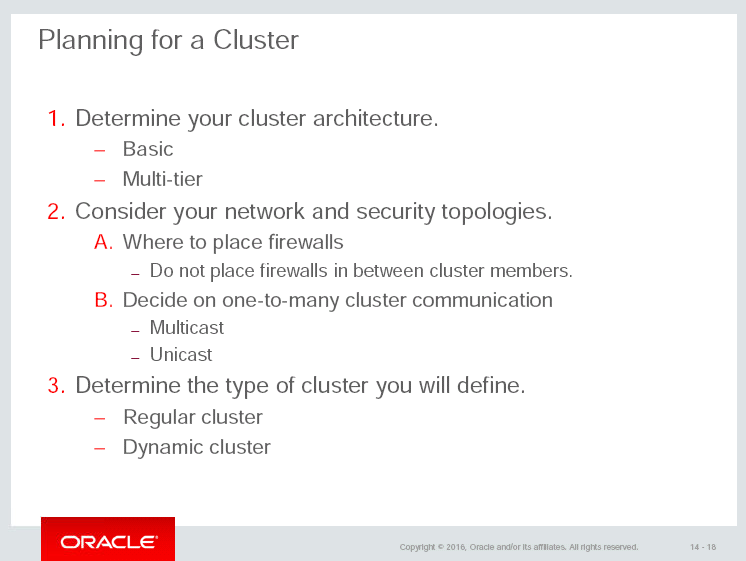 Planning for a Cluster
1. Determine your cluster architecture.
– Basic
– Multi-tier
2. Consider your network and security topologies.
A. Where to place firewalls
– Do not place firewalls in between cluster members.
B. Decide on one-to-many cluster communication
– Multicast
– Unicast
3. Determine the type of cluster you will define.
– Regular cluster
– Dynamic cluster
ORACLE®
Copyright © 2016, Oracle and/or its affiliates. All rights reserved. 14 - 18